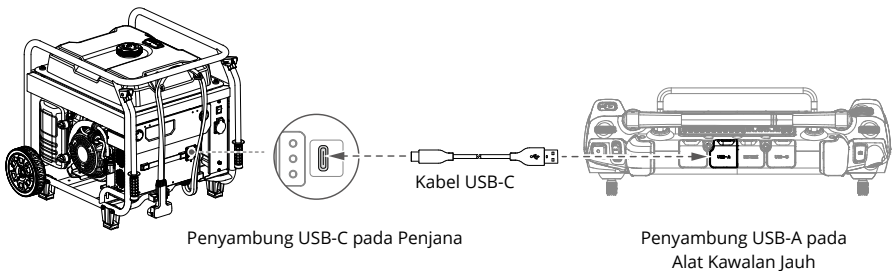 Kabel USB-C
Penyambung USB-C pada Penjana
Penyambung USB-A pada
Alat Kawalan Jauh